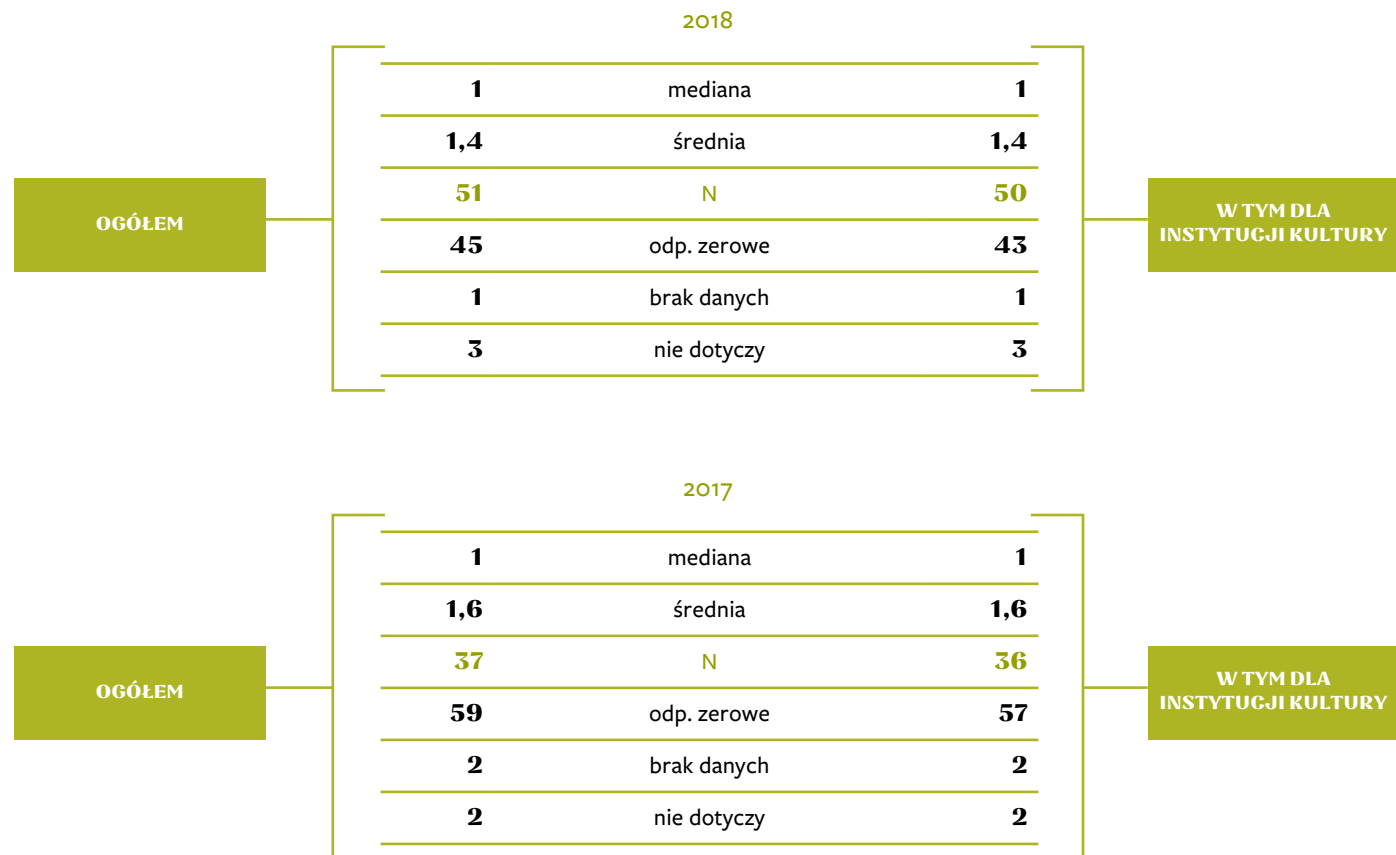 2018
1 mediana 1
1,4 średnia 1,4
51 N 50
OGÓŁEM
W TYM DLA
INSTYTUCJI KULTURY
45 odp. zerowe 43
1 brak danych 1
3 nie dotyczy 3
2017
1 mediana 1
1,6 średnia 1,6
37 N 36
OGÓŁEM
W TYM DLA
INSTYTUCJI KULTURY
59 odp. zerowe 57
2 brak danych 2
2 nie dotyczy 2